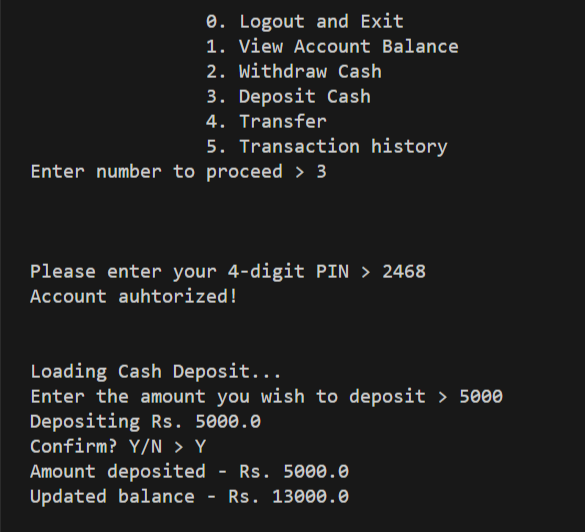 0. Logout and Exit
1. View Account Balance
2. Withdraw Cash
3. Deposit Cash
4. Transfer
5. Transaction history
Enter number to proceed > 3
Please enter your 4-digit PIN > 2468
Account auhtorized!
Loading Cash Deposit...
Enter the amount you wish to deposit > 5000
Depositing Rs. 5000.0
Confirm? Y/N > Y
Amount deposited - Rs. 5000.0
Updated balance - Rs. 13000.0